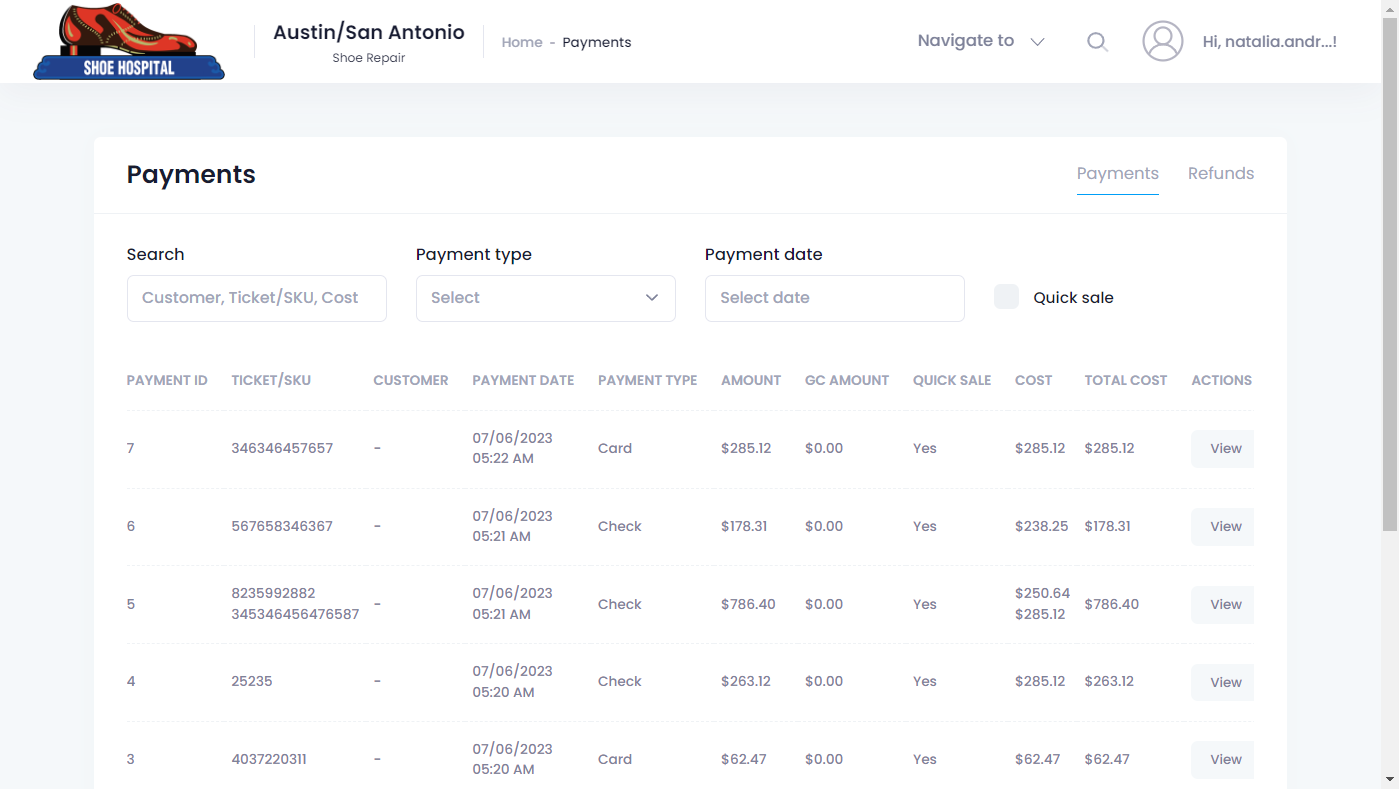 SHOE HOSPITAL
Austin/San Antonio
Shoe Repair
Home - Payments
Navigate to
Hi, natalia.andr...!
Payments
Payments Refunds
Search Payment type Payment date
Customer, Ticket/SKU, Cost Select Select date Quick sale
PAYMENT ID TICKET/SKU CUSTOMER PAYMENT DATE PAYMENT TYPE AMOUNT GC AMOUNT QUICK SALE COST TOTAL COST ACTIONS
7 346346457657 - 07/06/2023 05:22 AM Card $285.12 $0.00 Yes $285.12 $285.12 View
6 567658346367 - 07/06/2023 05:21 AM Check $178.31 $0.00 Yes $238.25 $178.31 View
5 8235992882 345346456476587 - 07/06/2023 05:21 AM Check $786.40 $0.00 Yes $250.64 $285.12 $786.40 View
4 25235 - 07/06/2023 05:20 AM Check $263.12 $0.00 Yes $285.12 $263.12 View
3 4037220311 - 07/06/2023 05:20 AM Card $62.47 $0.00 Yes $62.47 $62.47 View